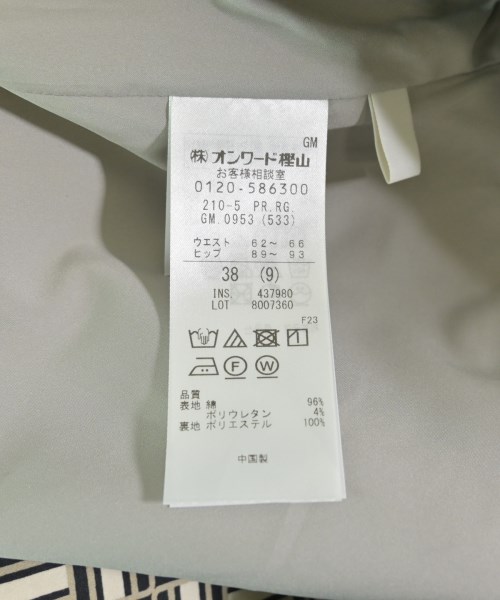 GM
㈱オンワード樫山
お客様相談室
0120-586300
210-5 PR.RG.
GM.0953 (533)
ウエスト 62～ 66
ヒップ 89～ 93
38 (9)
INS. 437980
LOT 8007360
F23
F W
品質
表地 綿 96%
ポリウレタン 4%
裏地 ポリエステル 100%
中国製